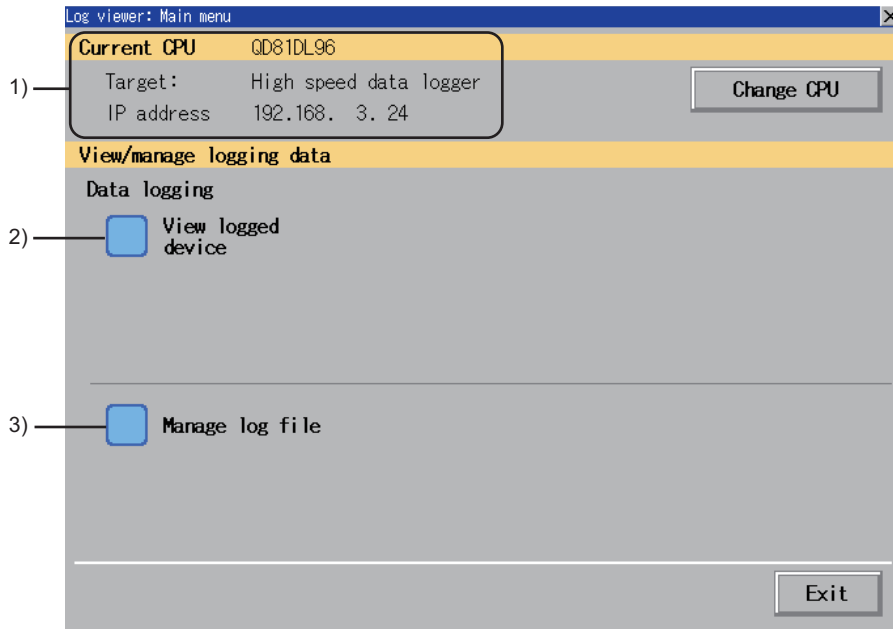 Log viewer: Main menu
Current CPU QD81DL96
1) Target: High speed data logger
Change CPU
IP address 192.168. 3. 24
View/manage logging data
Data logging
2) View logged
device
3) Manage log file
Exit